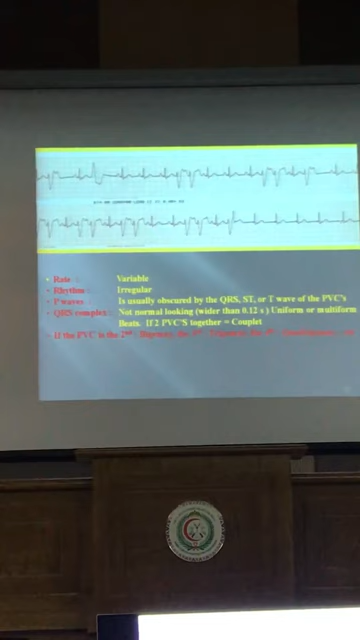 Rate : Variable
Rhythm : Irregular
P waves : Is usually obscured by the QRS, ST, or T wave of the PVC's
QRS complex : Not normal looking (wider than 0.12 s ) Uniform or multiform
Beats. If 2 PVC'S together = Couplet
If the PVC is the 2nd